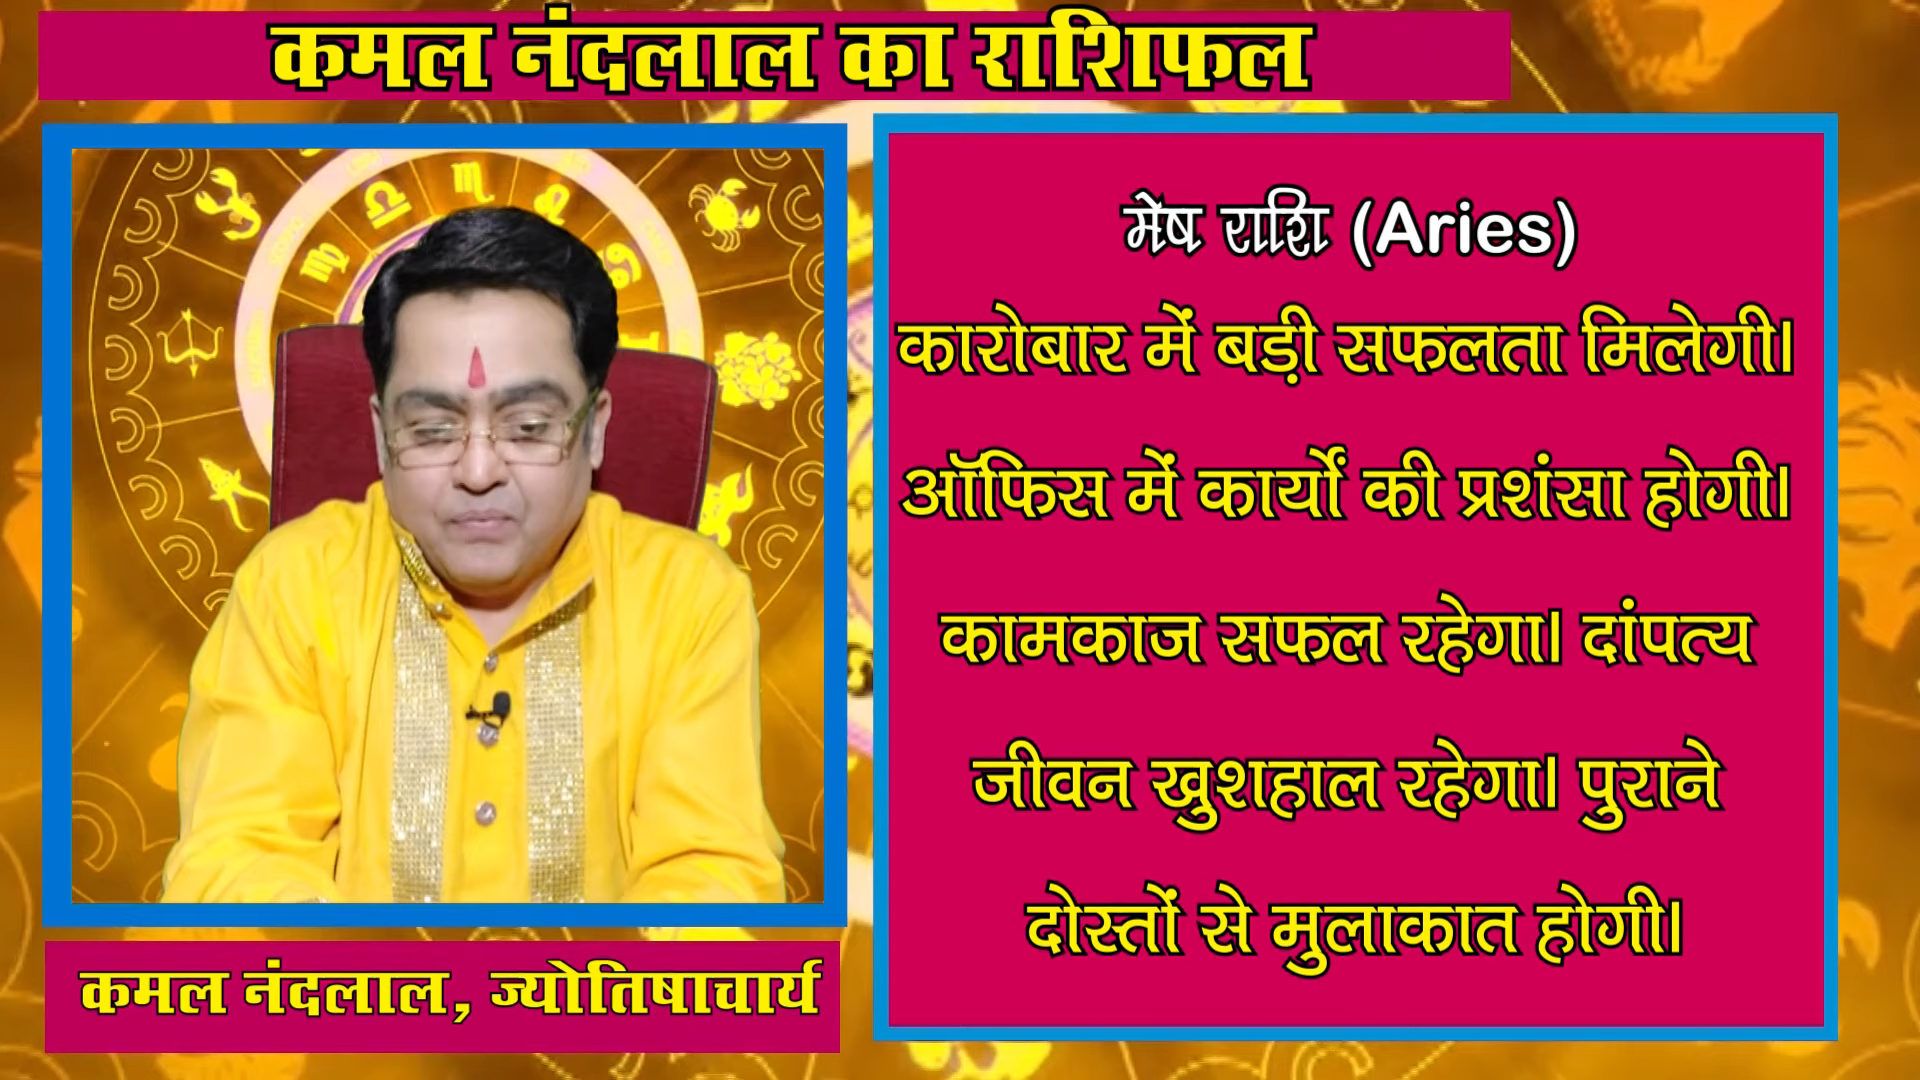 कमल नंदलाल का राशिफल
मेष राशि (Aries)
कारोबार में बड़ी सफलता मिलेगी।
ऑफिस में कार्यों की प्रशंसा होगी।
कामकाज सफल रहेगा। दांपत्य
जीवन खुशहाल रहेगा। पुराने
दोस्तों से मुलाकात होगी।
कमल नंदलाल, ज्योतिषाचार्य